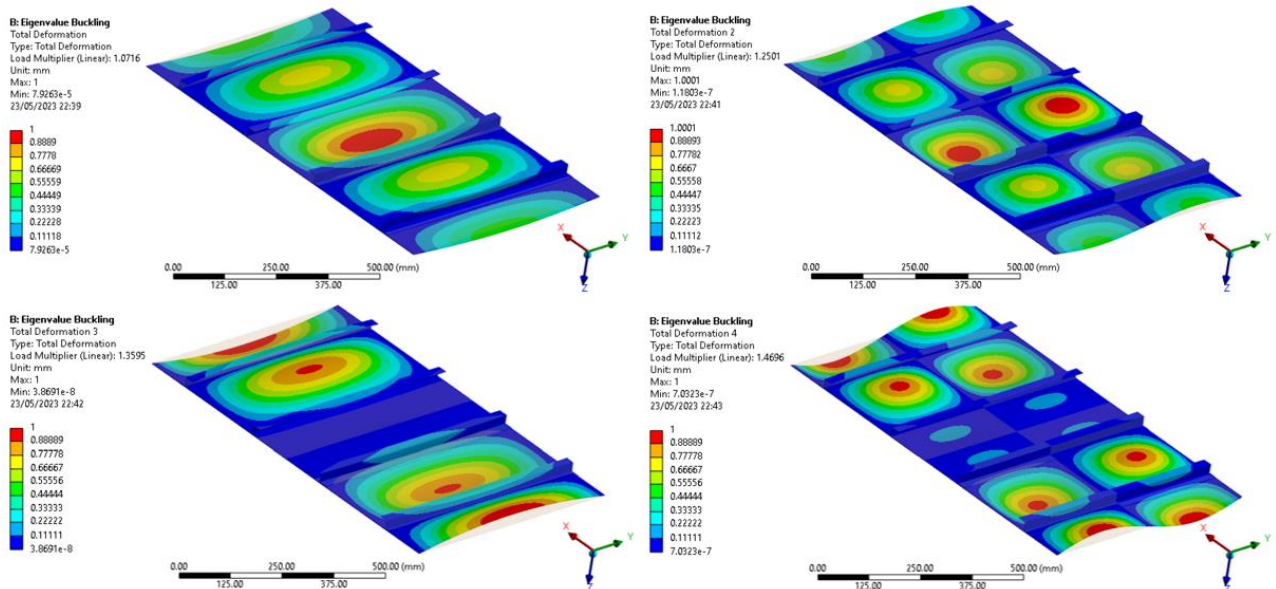 B: Eigenvalue Buckling
Total Deformation
Type: Total Deformation
Load Multiplier (Linear): 1.0716
Unit: mm
Max: 1
Min: 7.9263e-5
23/05/2023 22:39
1
0.8889
0.7778
0.66669
0.55559
0.44449
0.33339
0.22228
0.11118
7.9263e-5
0.00 250.00 500.00 (mm)
125.00 375.00
X
Y
Z
B: Eigenvalue Buckling
Total Deformation 2
Type: Total Deformation
Load Multiplier (Linear): 1.2501
Unit: mm
Max: 1.0001
Min: 1.1803e-7
23/05/2023 22:41
1.0001
0.88893
0.77782
0.6667
0.55558
0.44447
0.33335
0.22223
0.11112
1.1803e-7
0.00 250.00 500.00 (mm)
125.00 375.00
X
Y
Z
B: Eigenvalue Buckling
Total Deformation 3
Type: Total Deformation
Load Multiplier (Linear): 1.3595
Unit: mm
Max: 1
Min: 3.8691e-8
23/05/2023 22:42
1
0.88889
0.77778
0.66667
0.55556
0.44444
0.33333
0.22222
0.11111
3.8691e-8
0.00 250.00 500.00 (mm)
125.00 375.00
X
Y
Z
B: Eigenvalue Buckling
Total Deformation 4
Type: Total Deformation
Load Multiplier (Linear): 1.4696
Unit: mm
Max: 1
Min: 7.0323e-7
23/05/2023 22:43
1
0.88889
0.77778
0.66667
0.55556
0.44444
0.33333
0.22222
0.11111
7.0323e-7
0.00 250.00 500.00 (mm)
125.00 375.00
X
Y
Z